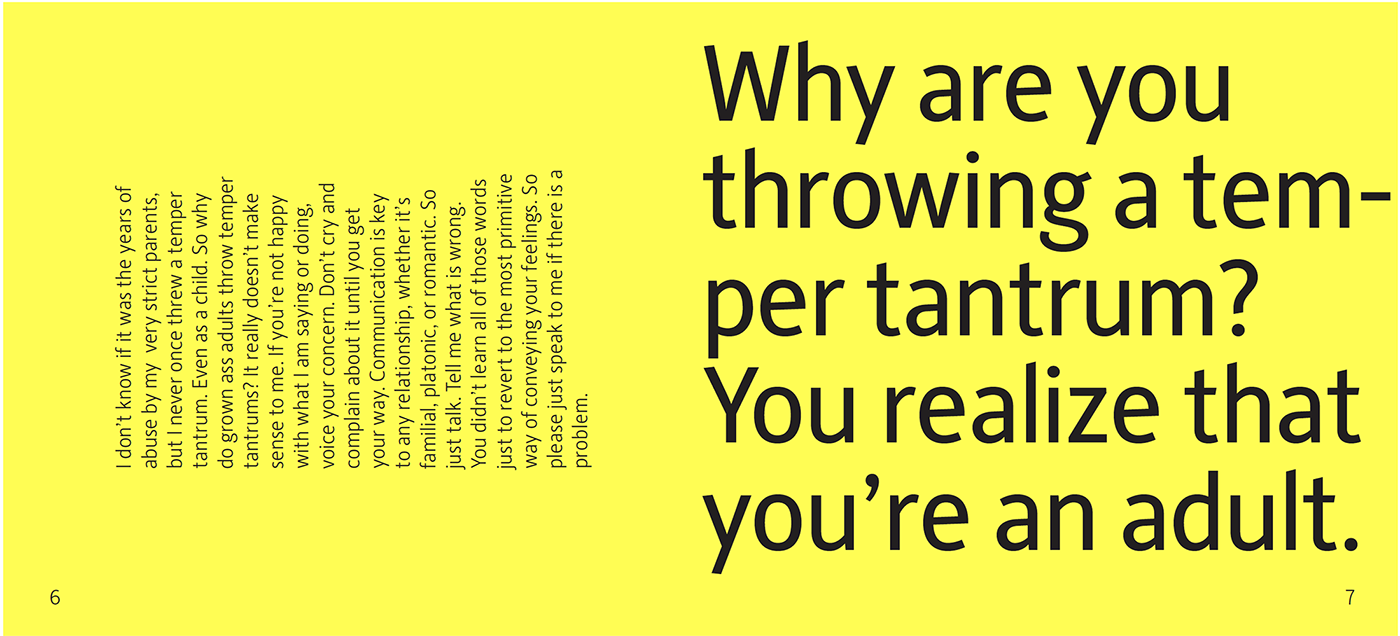 I don’t know if it was the years of
abuse by my  very strict parents,
but I never once threw a temper
tantrum. Even as a child. So why
do grown ass adults throw temper
tantrums? It really doesn’t make
sense to me. If you’re not happy
with what I am saying or doing,
voice your concern. Don’t cry and
complain about it until you get
your way. Communication is key
to any relationship, whether it’s
familial, platonic, or romantic. So
just talk. Tell me what is wrong.
You didn’t learn all of those words
just to revert to the most primitive
way of conveying your feelings. So
please just speak to me if there is a
problem.
6
Why are you
throwing a tem-
per tantrum?
You realize that
you’re an adult.
7